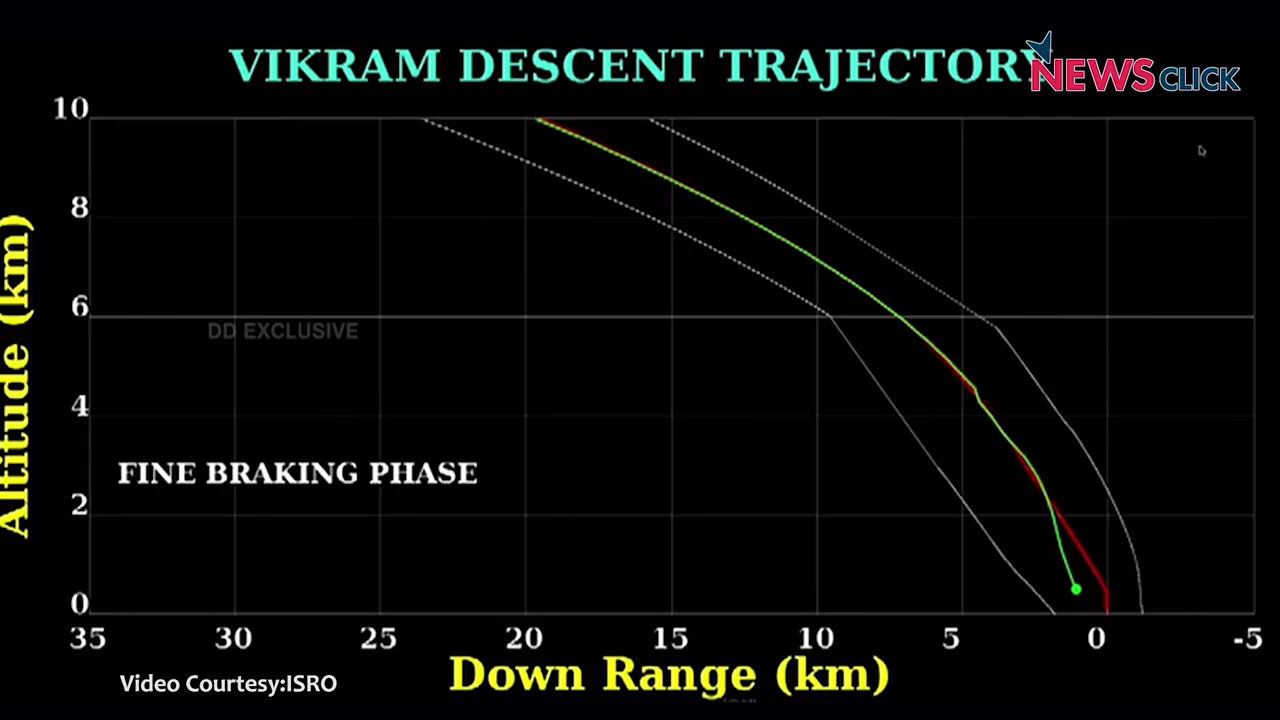 VIKRAM DESCENT TRAJECTORY
NEWSCLICK
10
8
6
4
2
0
Altitude (km)
DD EXCLUSIVE
FINE BRAKING PHASE
35 30 25 20 15 10 5 0 -5
Down Range (km)
Video Courtesy:ISRO